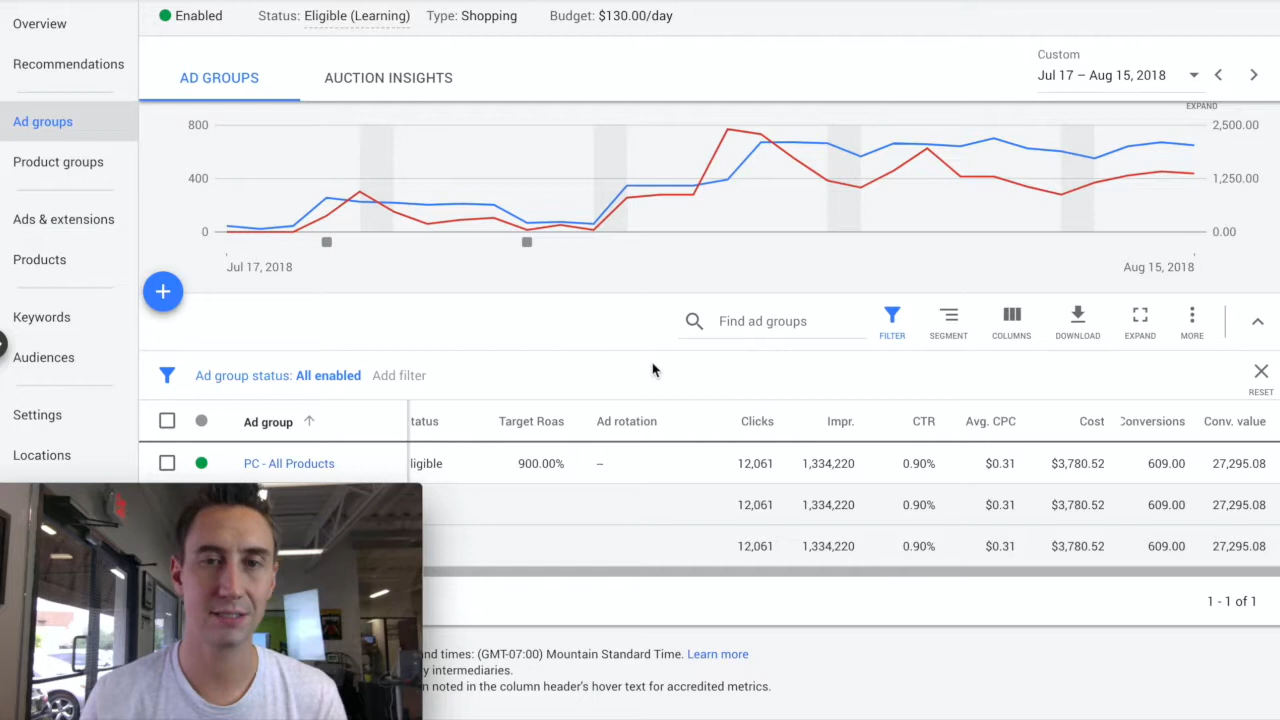 Overview
Recommendations
Ad groups
Product groups
Ads & extensions
Products
Keywords
Audiences
Settings
Locations
Enabled Status: Eligible (Learning) Type: Shopping Budget: $130.00/day
AD GROUPS AUCTION INSIGHTS
Custom
Jul 17 – Aug 15, 2018
EXPAND
800 2,500.00
400 1,250.00
0 0.00
Jul 17, 2018 Aug 15, 2018
Find ad groups
FILTER SEGMENT COLUMNS DOWNLOAD EXPAND MORE
Ad group status: All enabled Add filter
RESET
Ad group tatus Target Roas Ad rotation Clicks Impr. CTR Avg. CPC Cost Conversions Conv. value
PC - All Products ligible 900.00% – 12,061 1,334,220 0.90% $0.31 $3,780.52 609.00 27,295.08
12,061 1,334,220 0.90% $0.31 $3,780.52 609.00 27,295.08
12,061 1,334,220 0.90% $0.31 $3,780.52 609.00 27,295.08
1 - 1 of 1
nd times: (GMT-07:00) Mountain Standard Time. Learn more
y intermediaries.
n noted in the column header's hover text for accredited metrics.